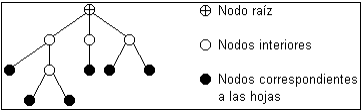 Nodo raíz
Nodos interiores
Nodos correspondientes
a las hojas